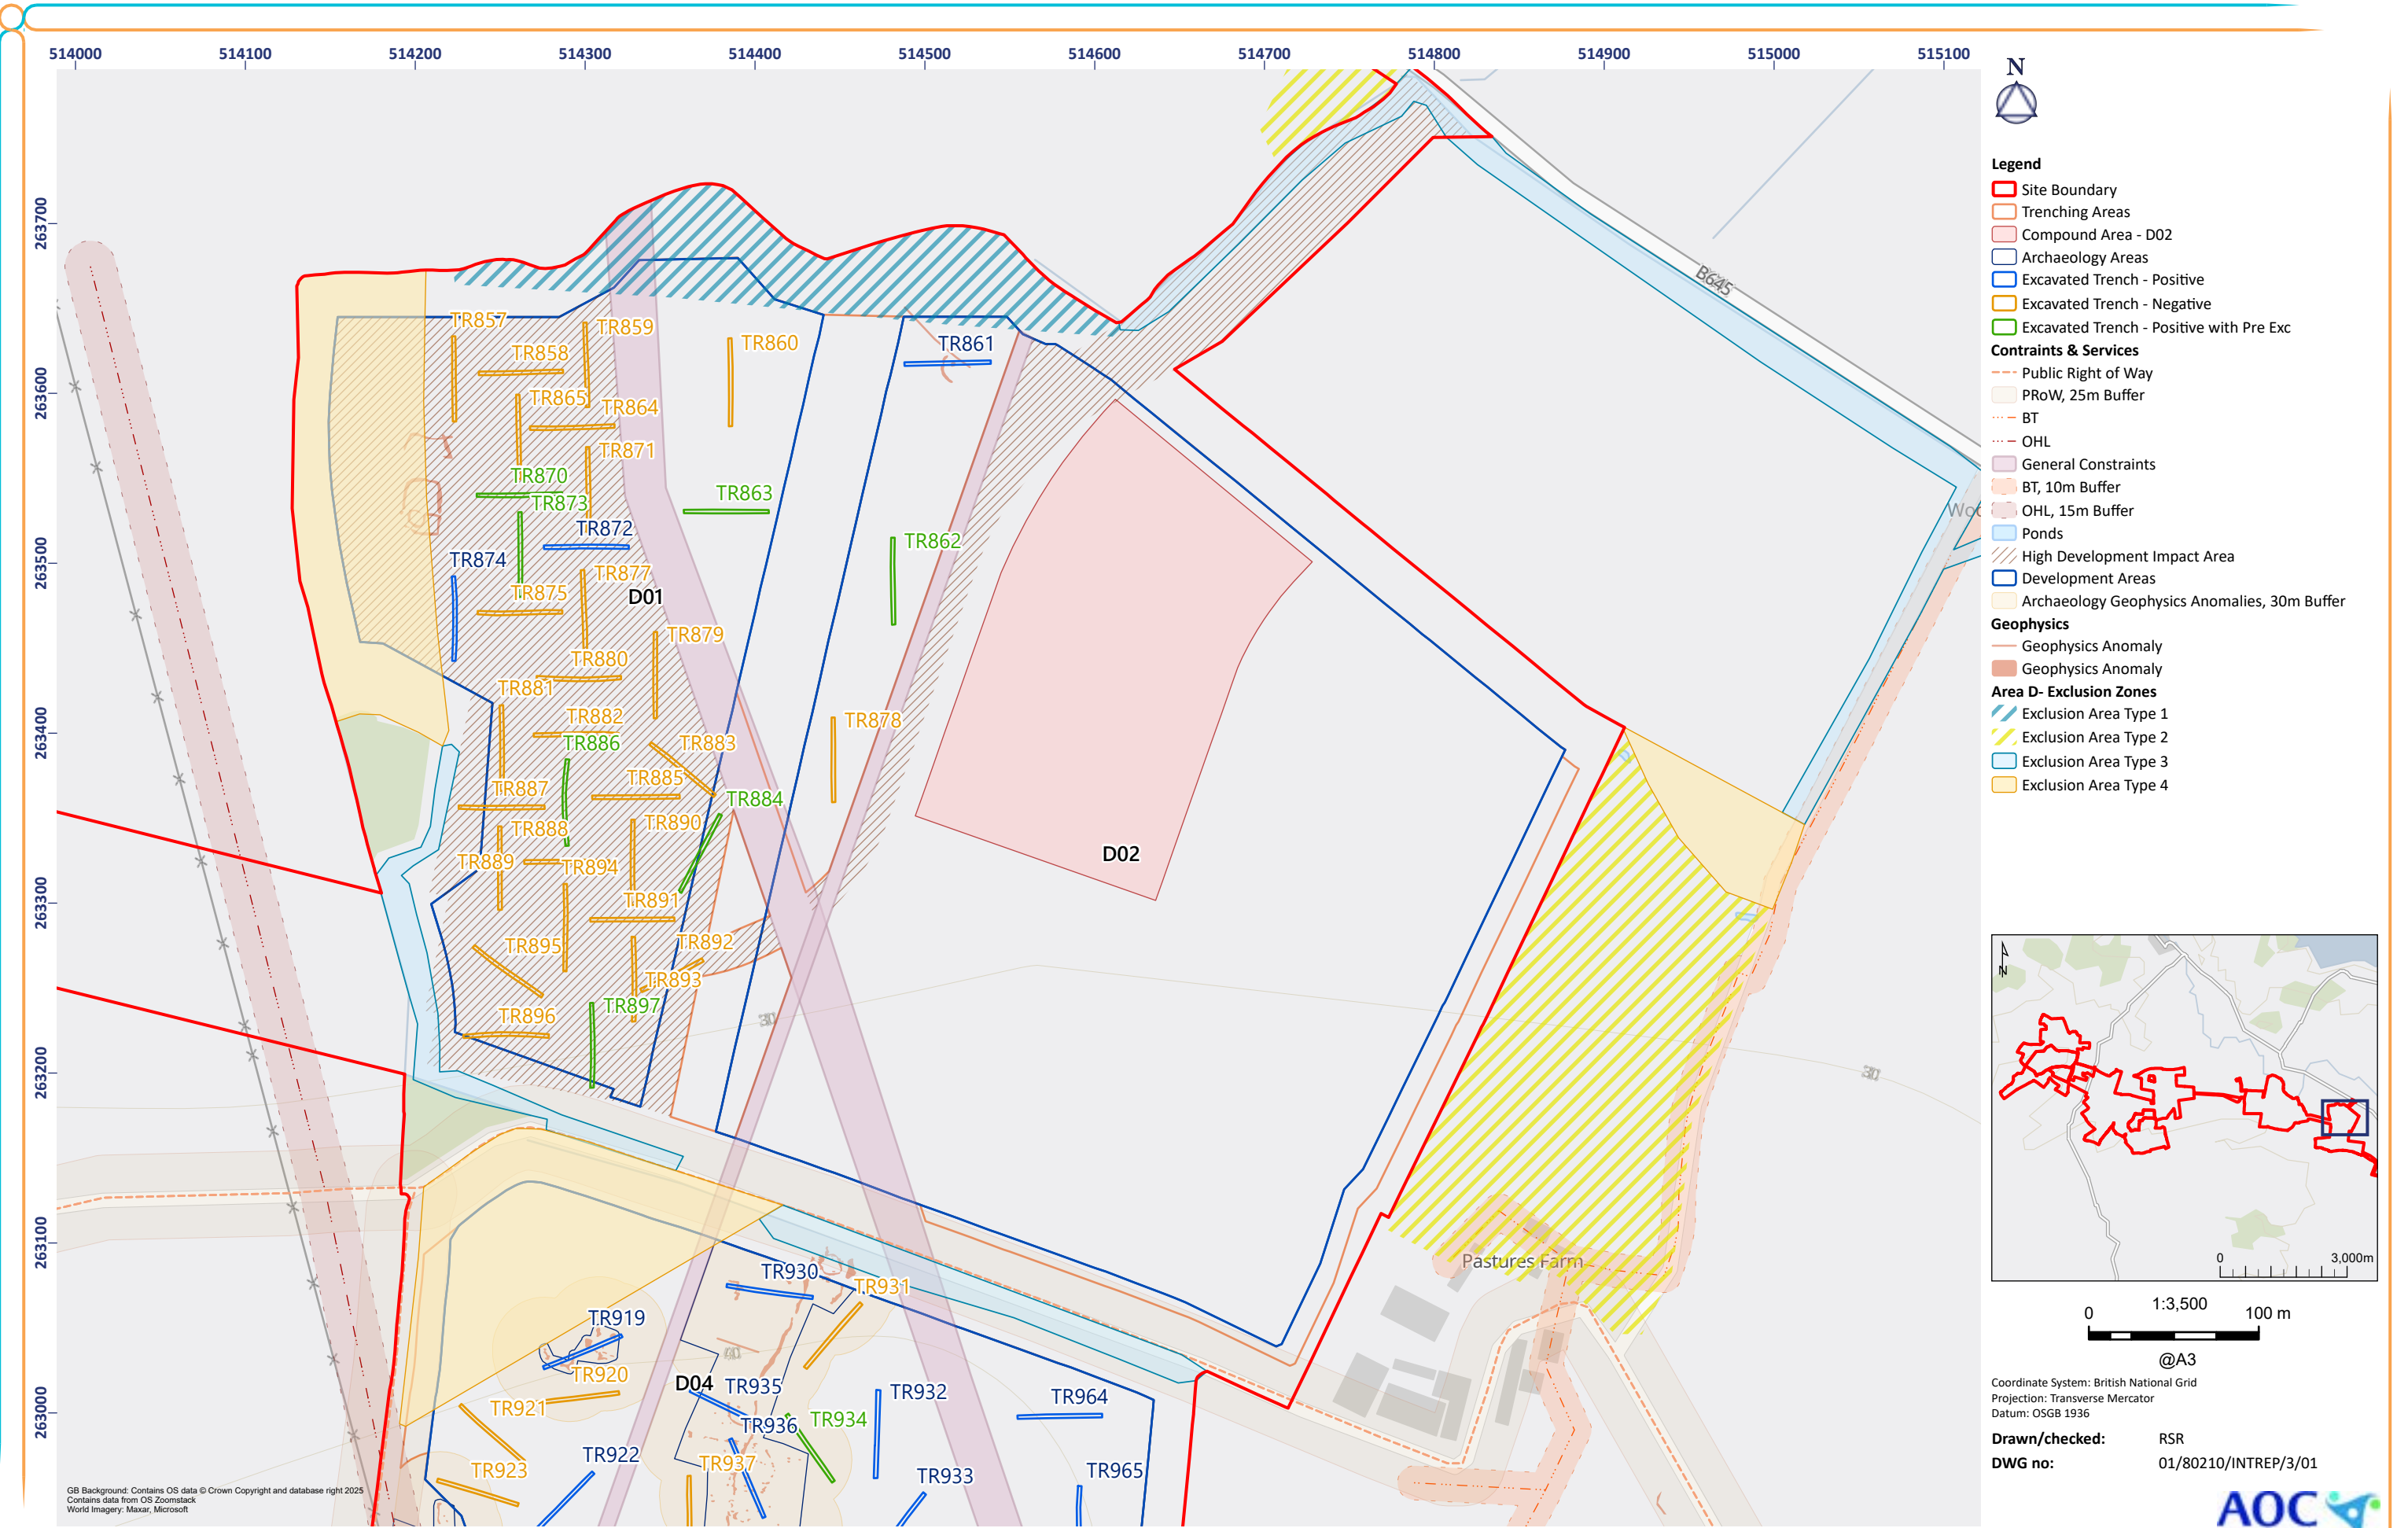 514000 514100 514200 514300 514400 514500 514600 514700 514800 514900 515000 515100
263700
263600
263500
263400
263300
263200
263100
263000
B645
TR857
TR859
TR858
TR860
TR861
TR865
TR864
TR871
TR870
TR873
TR863
TR872
TR862
TR874
TR877
TR875
D01
TR879
TR880
TR881
TR882
TR878
TR886
TR883
TR885
TR887
TR884
TR888
TR890
D02
TR889
TR894
TR891
TR895
TR892
TR893
TR897
TR896
30
30
Pastures Farm
TR930
TR931
TR919
TR920
D04
TR935
TR932
TR964
TR921
TR936
TR934
TR922
TR937
TR923
TR933
TR965
GB Background: Contains OS data © Crown Copyright and database right 2025
Contains data from OS Zoomstack
World Imagery: Maxar, Microsoft
N
Legend
Site Boundary
Trenching Areas
Compound Area - D02
Archaeology Areas
Excavated Trench - Positive
Excavated Trench - Negative
Excavated Trench - Positive with Pre Exc
Contraints & Services
Public Right of Way
PRoW, 25m Buffer
BT
OHL
General Constraints
BT, 10m Buffer
OHL, 15m Buffer
Ponds
High Development Impact Area
Development Areas
Archaeology Geophysics Anomalies, 30m Buffer
Geophysics
Geophysics Anomaly
Geophysics Anomaly
Area D- Exclusion Zones
Exclusion Area Type 1
Exclusion Area Type 2
Exclusion Area Type 3
Exclusion Area Type 4
N
0 3,000m
1:3,500
0 100 m
@A3
Coordinate System: British National Grid
Projection: Transverse Mercator
Datum: OSGB 1936
Drawn/checked: RSR
DWG no: 01/80210/INTREP/3/01
AOC